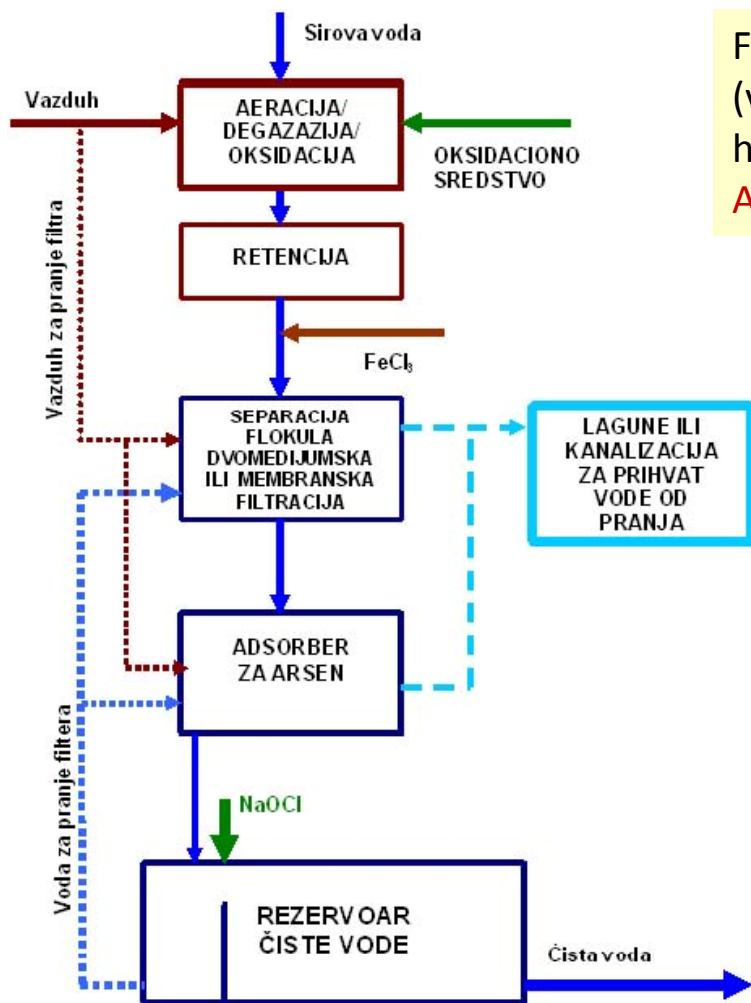 Sirova voda
Vazduh
AERACIJA/
DEGAZAZIJA/
OKSIDACIJA
OKSIDACIONO
SREDSTVO
RETENCIJA
Vazduh za pranje filtra
FeCl₃
SEPARACIJA
FLOKULA
DVOMEDIJUMSKA
ILI MEMBRANSKA
FILTRACIJA
LAGUNE ILI
KANALIZACIJA
ZA PRIHVAT
VODE OD
PRANJA
ADSORBER
ZA ARSEN
Voda za pranje filtera
NaOCl
REZERVOAR
ČISTE VODE
Čista voda
F
(v
h
A